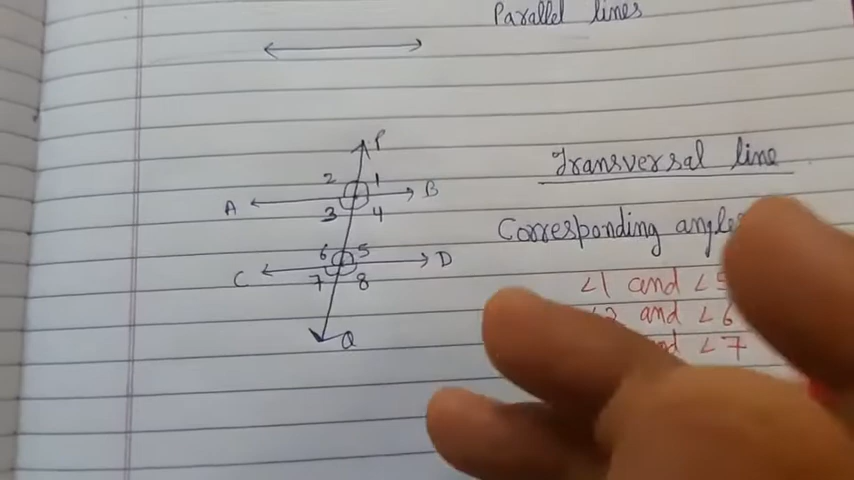 Parallel lines
P
2 1
A B
3 4
6 5
C D
7 8
Q
Transversal line
Corresponding angles
∠1 and ∠5
and ∠6
∠7